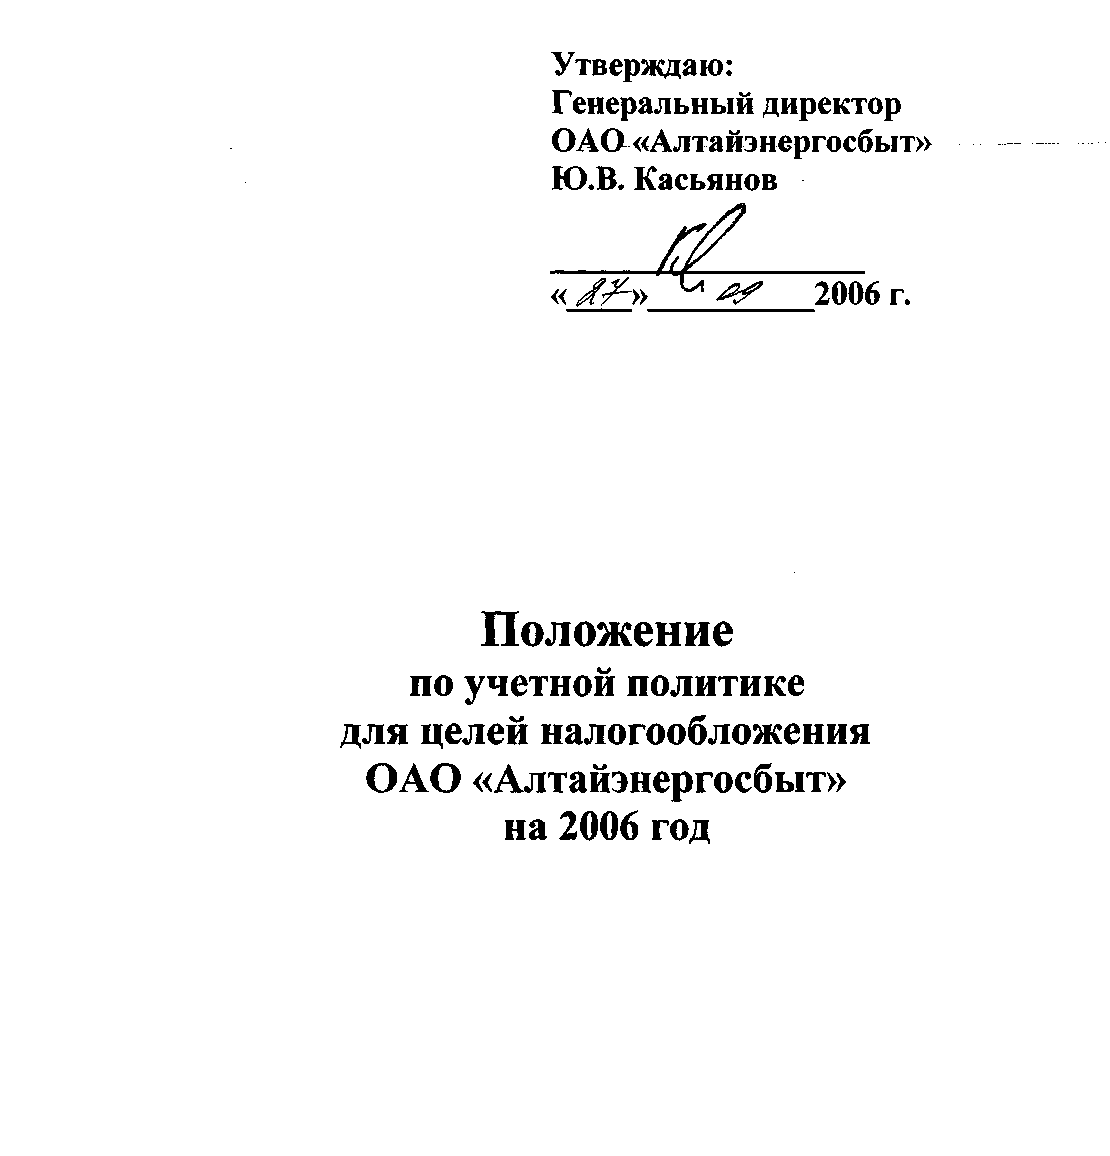 Утверждаю:
Генеральный директор
ОАО «Алтайэнергосбыт»
Ю.В. Касьянов
«27» 09 2006 г.
Положение
по учетной политике
для целей налогообложения
ОАО «Алтайэнергосбыт»
на 2006 год